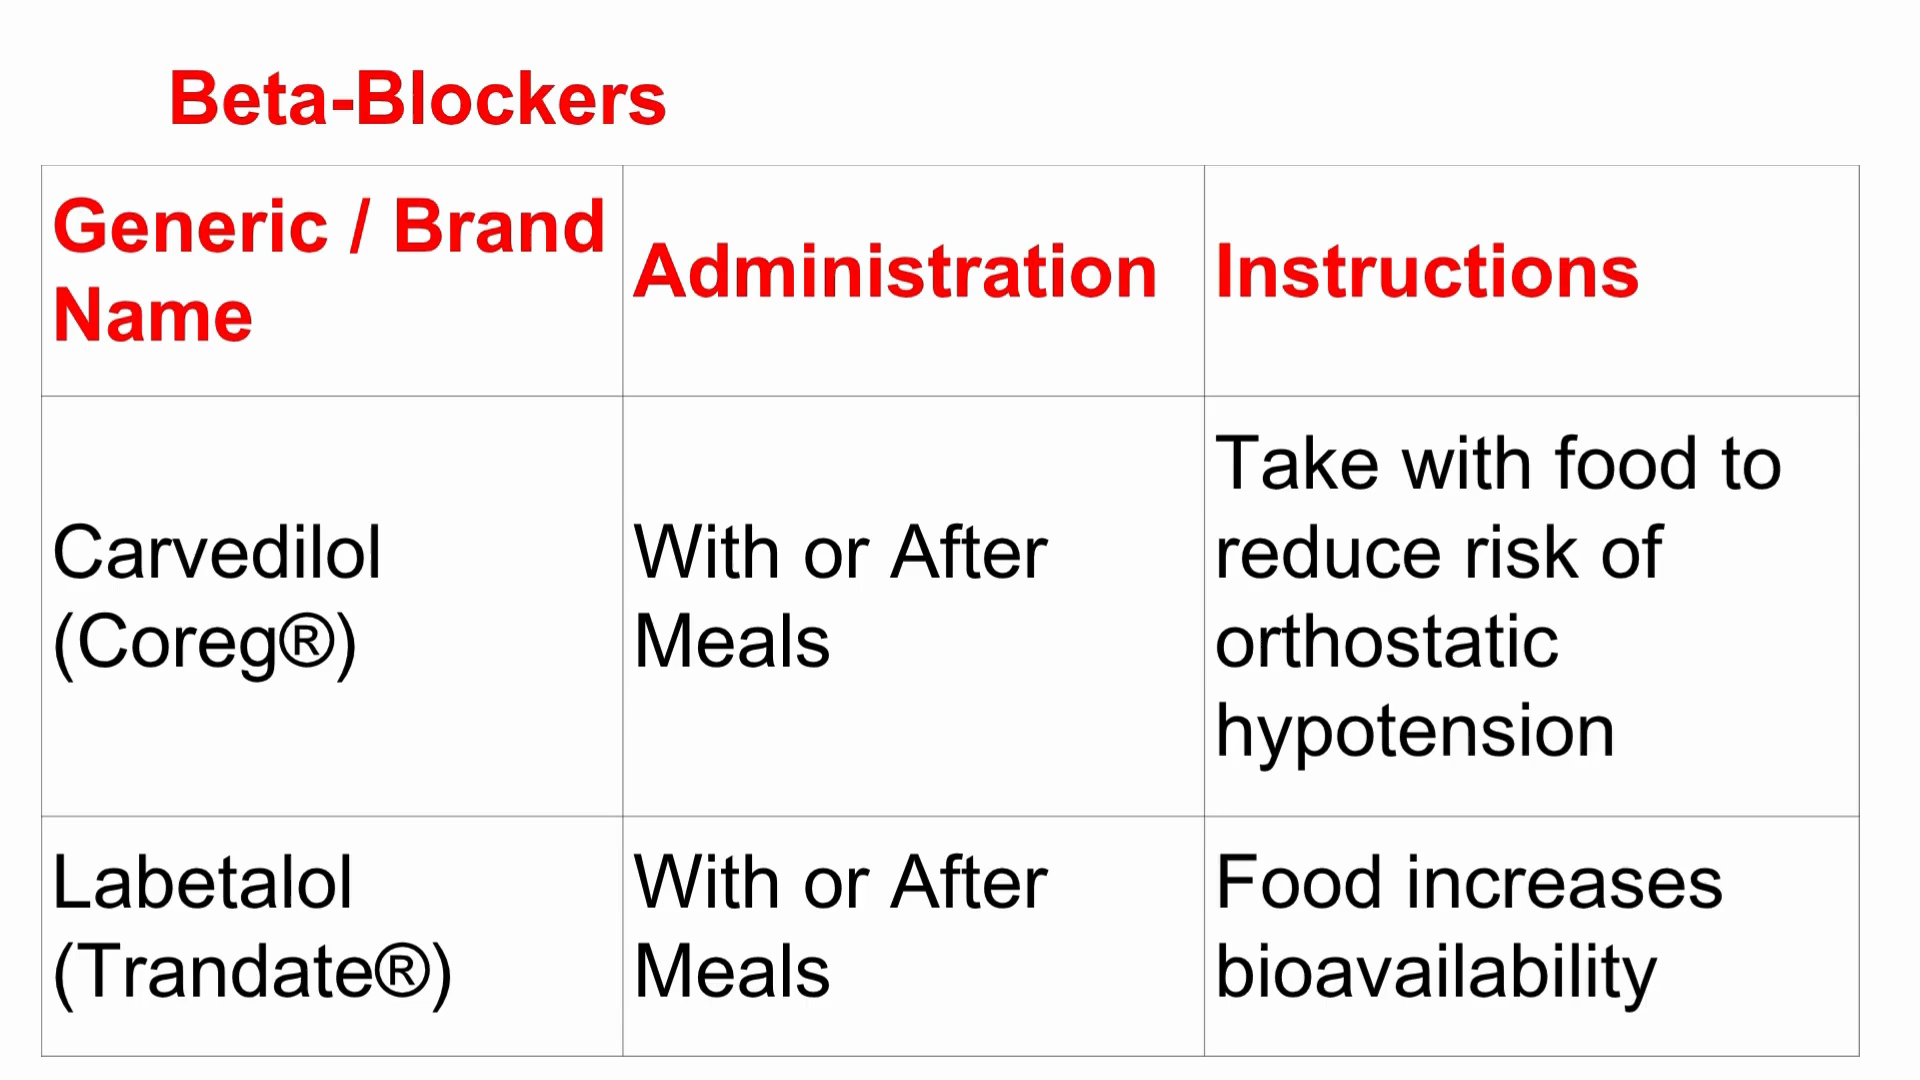 Beta-Blockers
Generic / Brand
Name
Administration
Instructions
Carvedilol
(Coreg®)
With or After
Meals
Take with food to
reduce risk of
orthostatic
hypotension
Labetalol
(Trandate®)
With or After
Meals
Food increases
bioavailability